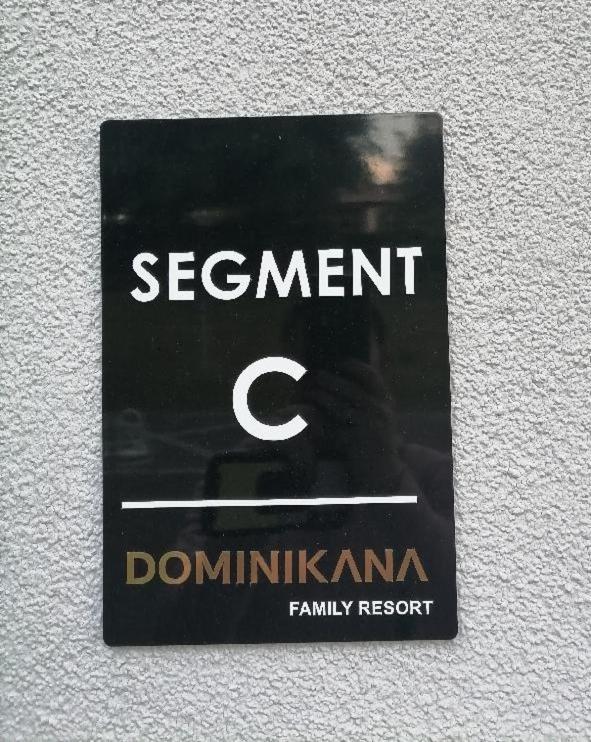 SEGMENT
C
DOMINIKANA
FAMILY RESORT